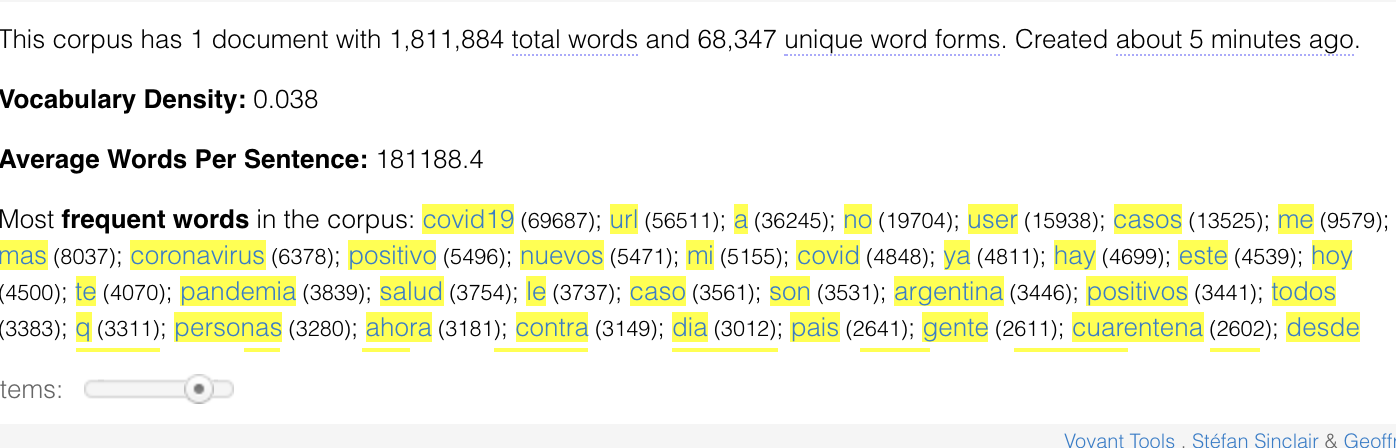 This corpus has 1 document with 1,811,884 total words and 68,347 unique word forms. Created about 5 minutes ago.
Vocabulary Density: 0.038
Average Words Per Sentence: 181188.4
Most frequent words in the corpus: covid19 (69687); url (56511); a (36245); no (19704); user (15938); casos (13525); me (9579);
mas (8037); coronavirus (6378); positivo (5496); nuevos (5471); mi (5155); covid (4848); ya (4811); hay (4699); este (4539); hoy
(4500); te (4070); pandemia (3839); salud (3754); le (3737); caso (3561); son (3531); argentina (3446); positivos (3441); todos
(3383); q (3311); personas (3280); ahora (3181); contra (3149); dia (3012); pais (2641); gente (2611); cuarentena (2602); desde
tems:
Voyant Tools , Stéfan Sinclair & Geoff